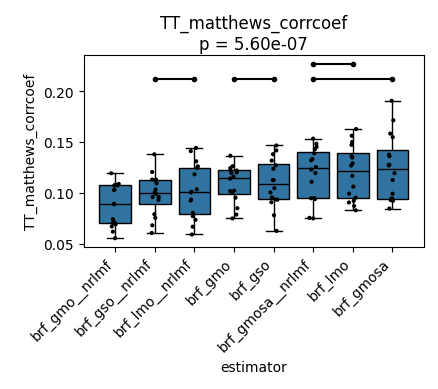 TT_matthews_corrcoef
p = 5.60e-07
TT_matthews_corrcoef
0.20
0.15
0.10
0.05
brf_gmo__nrlmf
brf_gso__nrlmf
brf_lmo__nrlmf
brf_gmo
brf_gso
brf_gmosa__nrlmf
brf_lmo
brf_gmosa
estimator